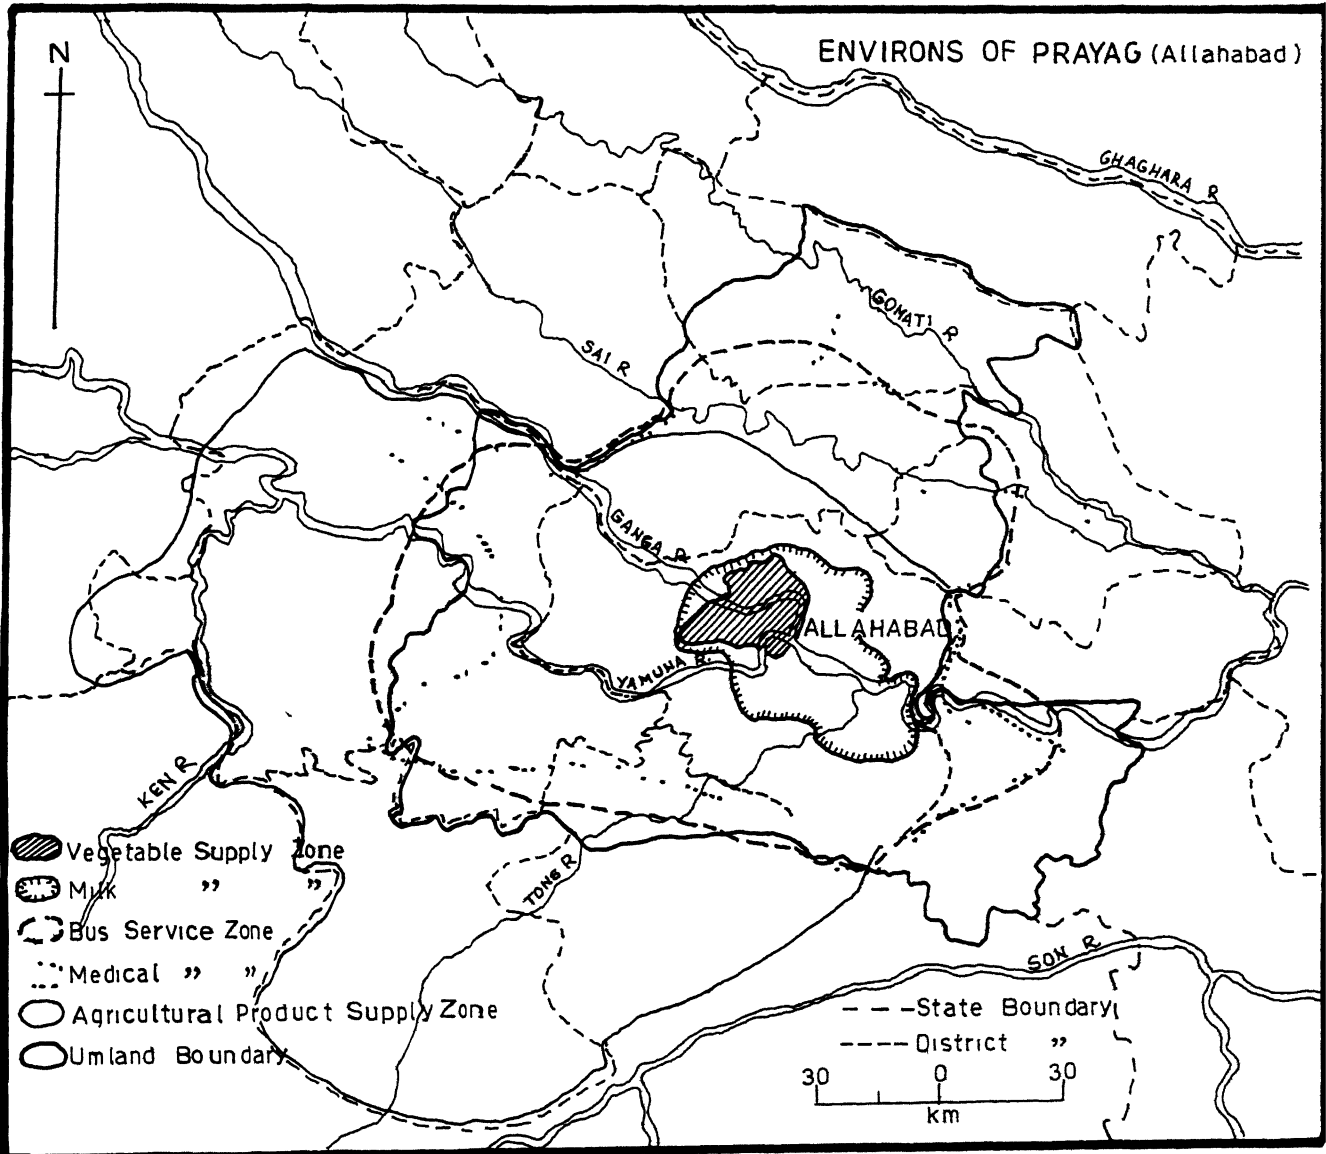 N
ENVIRONS OF PRAYAG (Allahabad)
GHAGHARA R
GOMATI R
SAI R
GANGA R
ALLAHABAD
YAMUNA R.
KEN R
TONS R
SON R
Vegetable Supply Zone
Milk ,, ,,
Bus Service Zone
Medical ,, ,,
Agricultural Product Supply Zone
Umland Boundary
State Boundary
District ,,
30 0 30
km